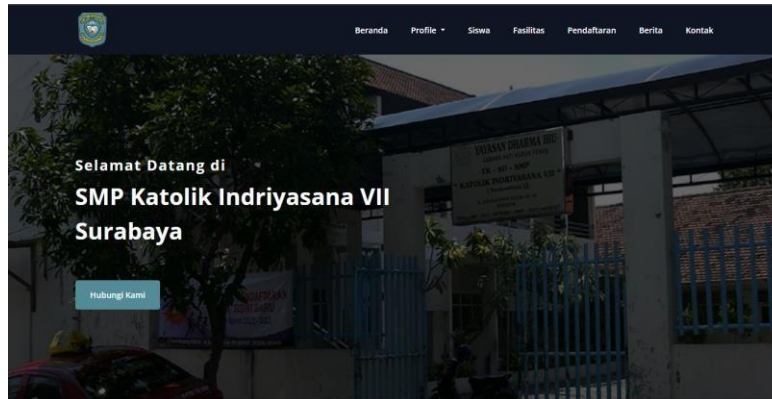 Beranda Profile Siswa Fasilitas Pendaftaran Berita Kontak
Selamat Datang di
SMP Katolik Indriyasana VII
Surabaya
Hubungi Kami
YAYASAN DHARMA IBU
TK - SD - SMP
KATOLIK INDRIYASANA VII